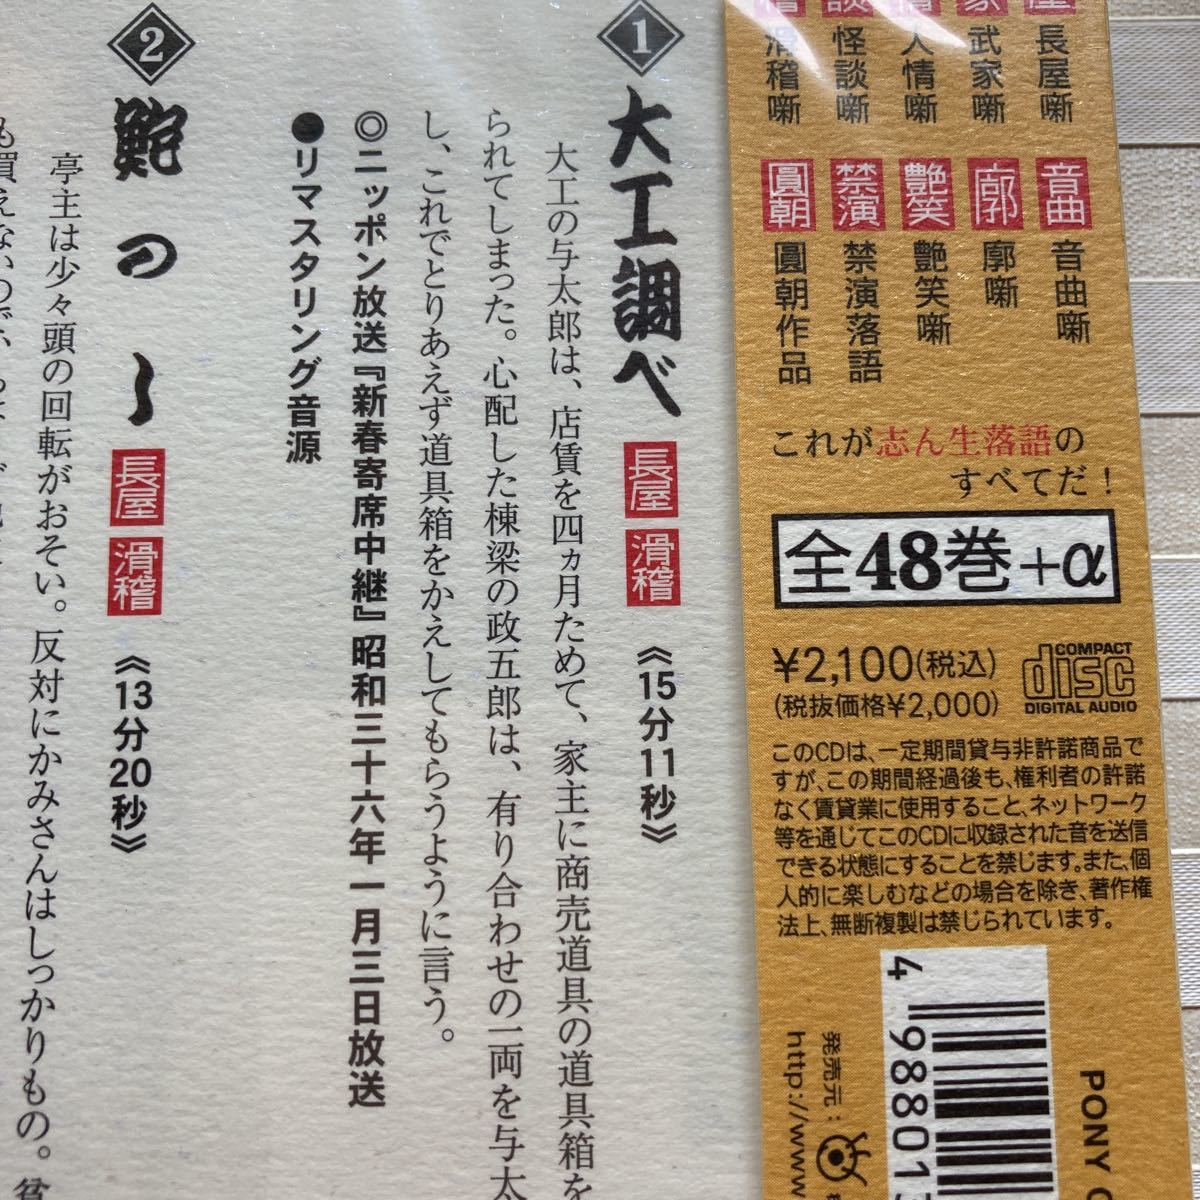 長屋噺
武家噺
人情噺
怪談噺
滑稽噺
音曲
音曲噺
廓
廓噺
艶笑
艶笑噺
禁演
禁演落語
圓朝
圓朝作品
これが志ん生落語の
すべてだ！
全48巻+α
¥2,100(税込)
(税抜価格¥2,000)
COMPACT
disc
DIGITAL AUDIO
このCDは、一定期間貸与非許諾商品で
すが、この期間経過後も、権利者の許諾
なく賃貸業に使用すること、ネットワーク
等を通じてこのCDに収録された音を送信
できる状態にすることを禁じます。また、個
人的に楽しむなどの場合を除き、著作権
法上、無断複製は禁じられています。
PONY
4 98801
発売元：
http://www
1 大工調べ 長屋 滑稽 《15分11秒》
大工の与太郎は、店賃を四ヵ月ためて、家主に商売道具の道具箱を
られてしまった。心配した棟梁の政五郎は、有り合わせの一両を与太
し、これでとりあえず道具箱をかえしてもらうように言う。
◎ニッポン放送『新春寄席中継』昭和三十六年一月三日放送
●リマスタリング音源
2 鮑のし 長屋 滑稽 《13分20秒》
亭主は少々頭の回転がおそい。反対にかみさんはしっかりもの。貧
も買えないので